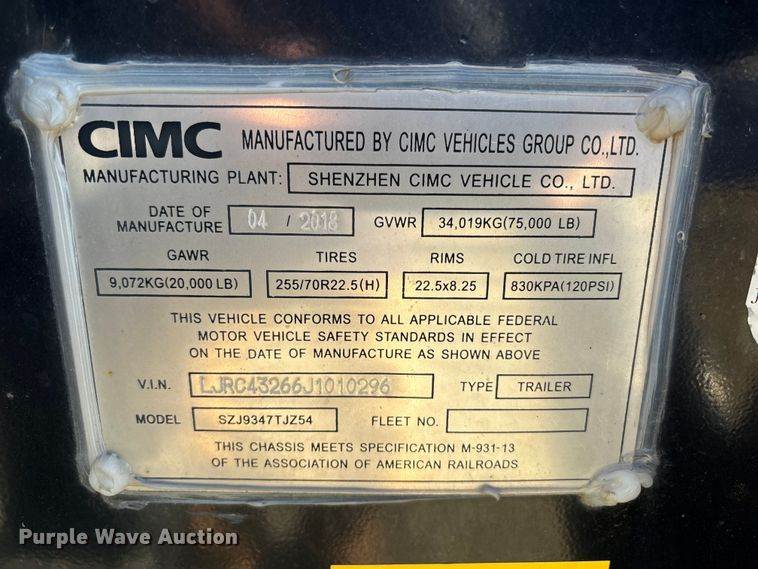 CIMC MANUFACTURED BY CIMC VEHICLES GROUP CO.,LTD.
MANUFACTURING PLANT: SHENZHEN CIMC VEHICLE CO., LTD.
DATE OF MANUFACTURE 04 / 2018 GVWR 34,019KG(75,000 LB)
GAWR TIRES RIMS COLD TIRE INFL
9,072KG(20,000 LB) 255/70R22.5(H) 22.5x8.25 830KPA(120PSI)
THIS VEHICLE CONFORMS TO ALL APPLICABLE FEDERAL
MOTOR VEHICLE SAFETY STANDARDS IN EFFECT
ON THE DATE OF MANUFACTURE AS SHOWN ABOVE
V.I.N. LJRC43266J1010296 TYPE TRAILER
MODEL SZJ9347TJZ54 FLEET NO.
THIS CHASSIS MEETS SPECIFICATION M-931-13
OF THE ASSOCIATION OF AMERICAN RAILROADS
Purple Wave Auction